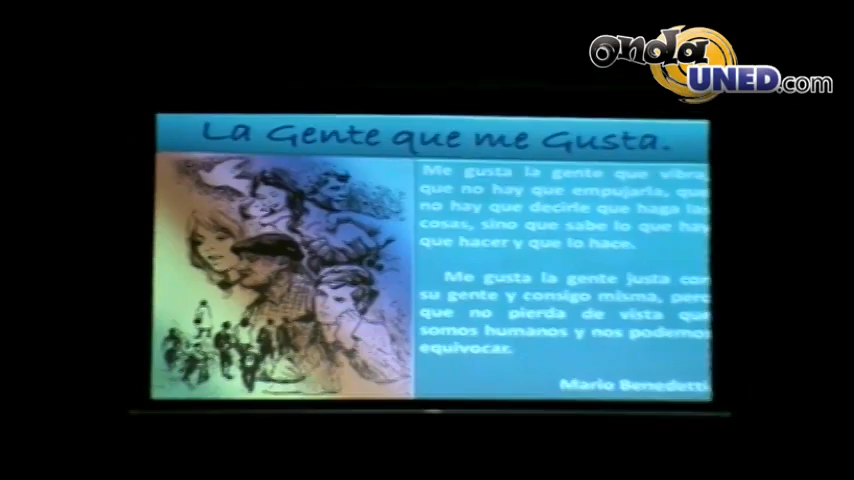 onda
UNED.com
La Gente que me Gusta.
Me gusta la gente que vibra,
que no hay que empujarla, que
no hay que decirle que haga las
cosas, sino que sabe lo que hay
que hacer y que lo hace.
Me gusta la gente justa con
su gente y consigo misma, pero
que no pierda de vista que
somos humanos y nos podemos
equivocar.
Mario Benedetti